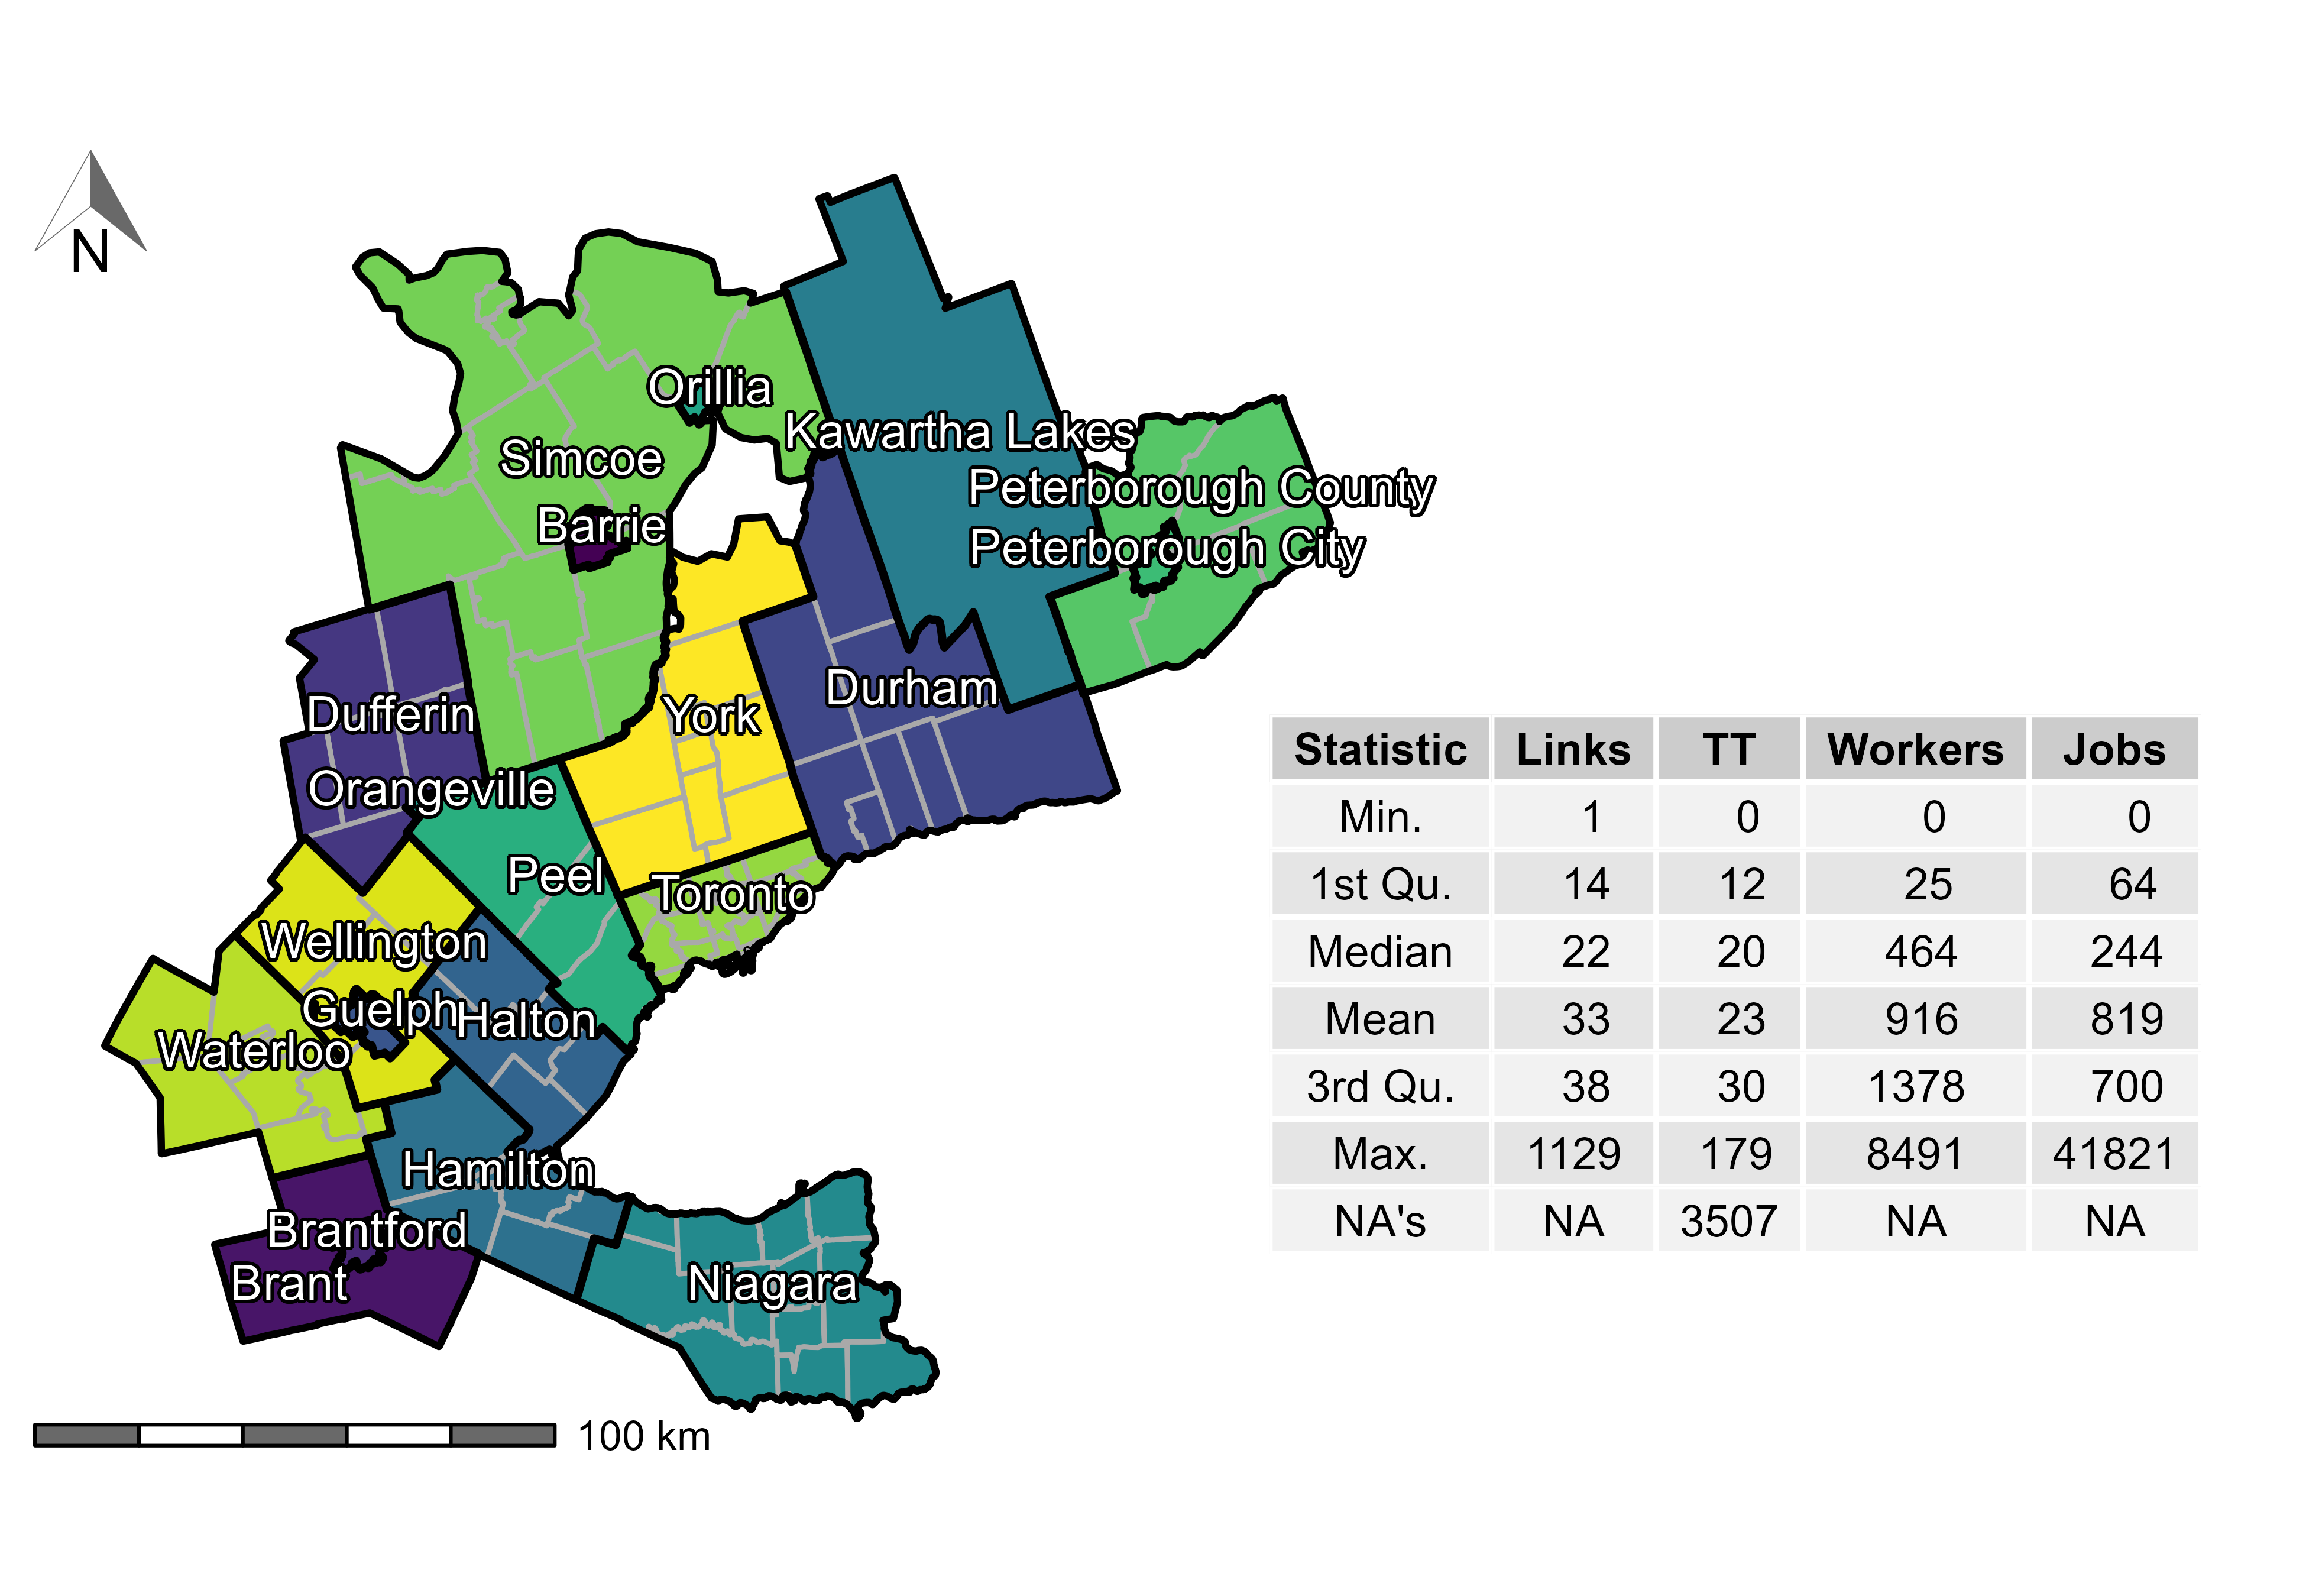 N
Orillia
Kawartha Lakes
Simcoe
Peterborough County
Barrie
Peterborough City
Durham
Dufferin
York
Orangeville
Peel
Toronto
Wellington
Guelph
Halton
Waterloo
Hamilton
Brantford
Brant
Niagara
100 km
Statistic Links TT Workers Jobs
Min. 1 0 0 0
1st Qu. 14 12 25 64
Median 22 20 464 244
Mean 33 23 916 819
3rd Qu. 38 30 1378 700
Max. 1129 179 8491 41821
NA's NA 3507 NA NA